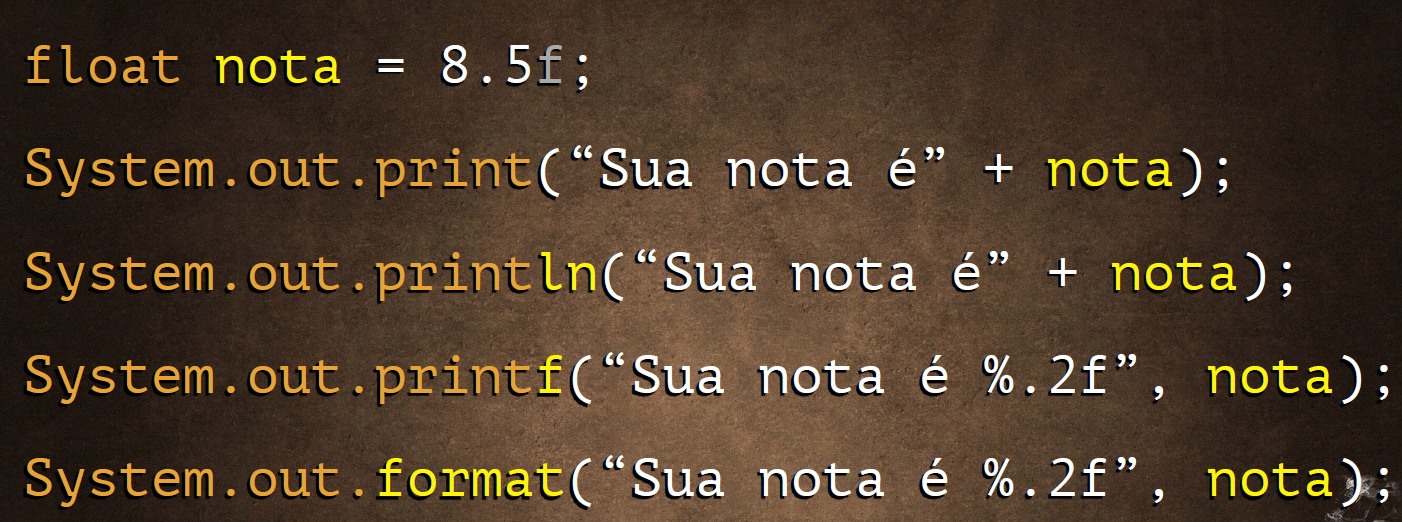 float nota = 8.5f;
System.out.print(“Sua nota é” + nota);
System.out.println(“Sua nota é” + nota);
System.out.printf(“Sua nota é %.2f”, nota);
System.out.format(“Sua nota é %.2f”, nota);